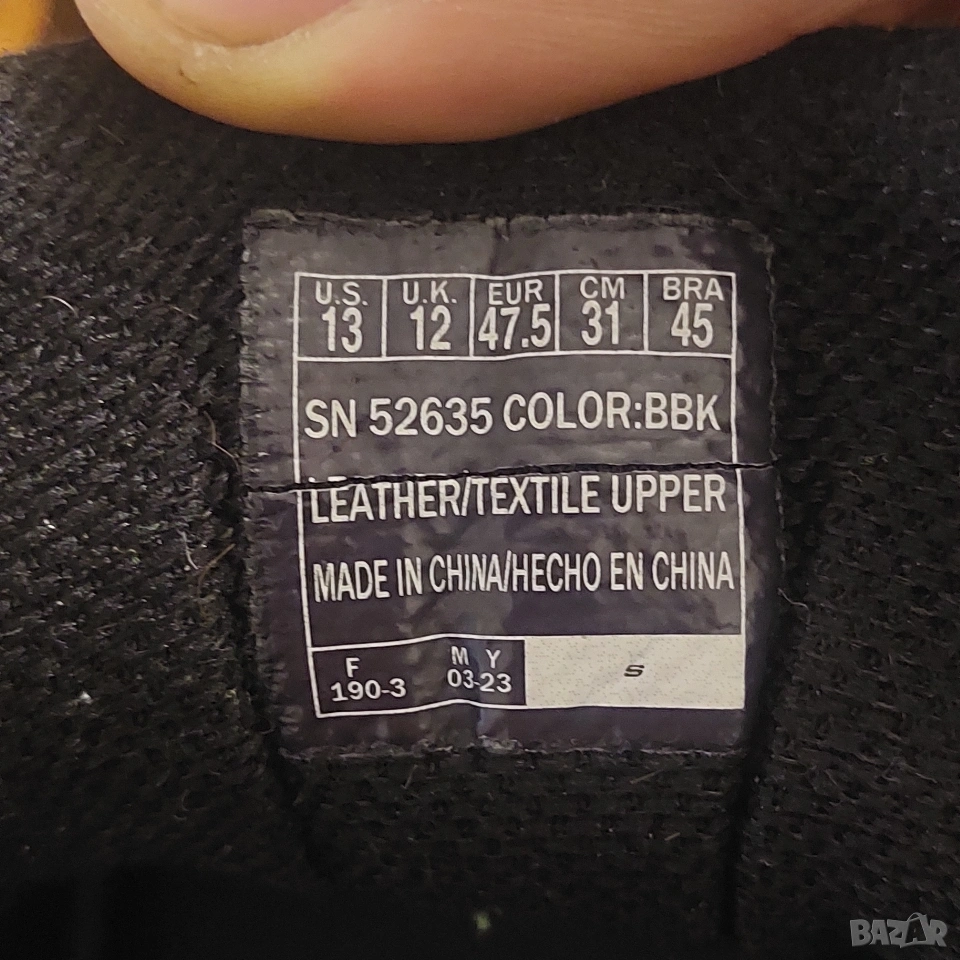 U.S. U.K. EUR CM BRA
13 12 47.5 31 45
SN 52635 COLOR:BBK
LEATHER/TEXTILE UPPER
MADE IN CHINA/HECHO EN CHINA
F M Y
190-3 03-23
S
BAZAR